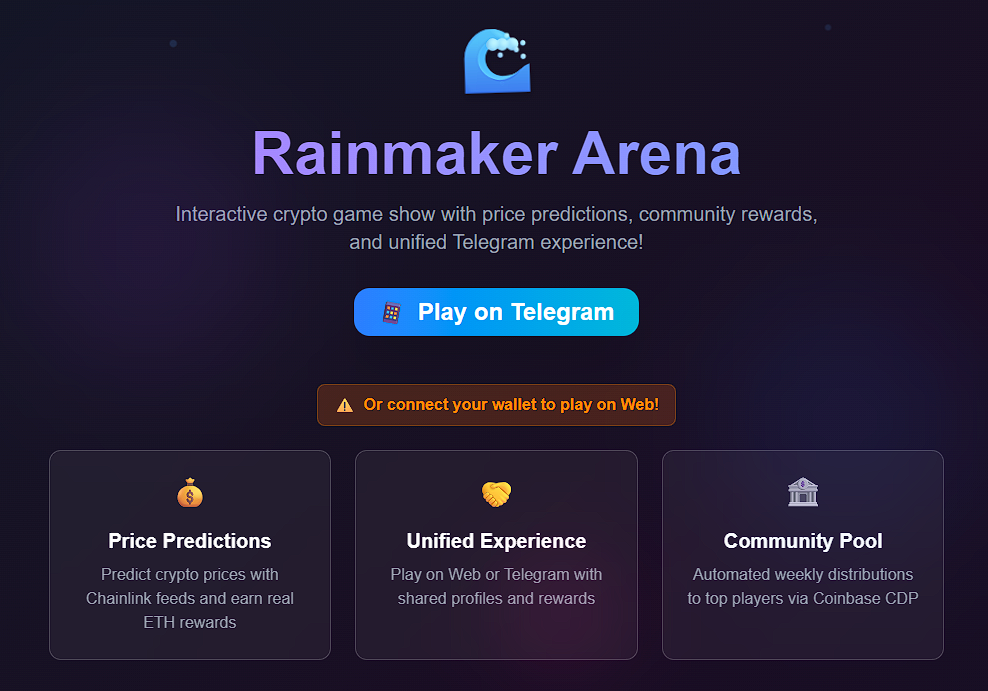 Rainmaker Arena
Interactive crypto game show with price predictions, community rewards,
and unified Telegram experience!
Play on Telegram
Or connect your wallet to play on Web!
Price Predictions
Predict crypto prices with
Chainlink feeds and earn real
ETH rewards
Unified Experience
Play on Web or Telegram with
shared profiles and rewards
Community Pool
Automated weekly distributions
to top players via Coinbase CDP